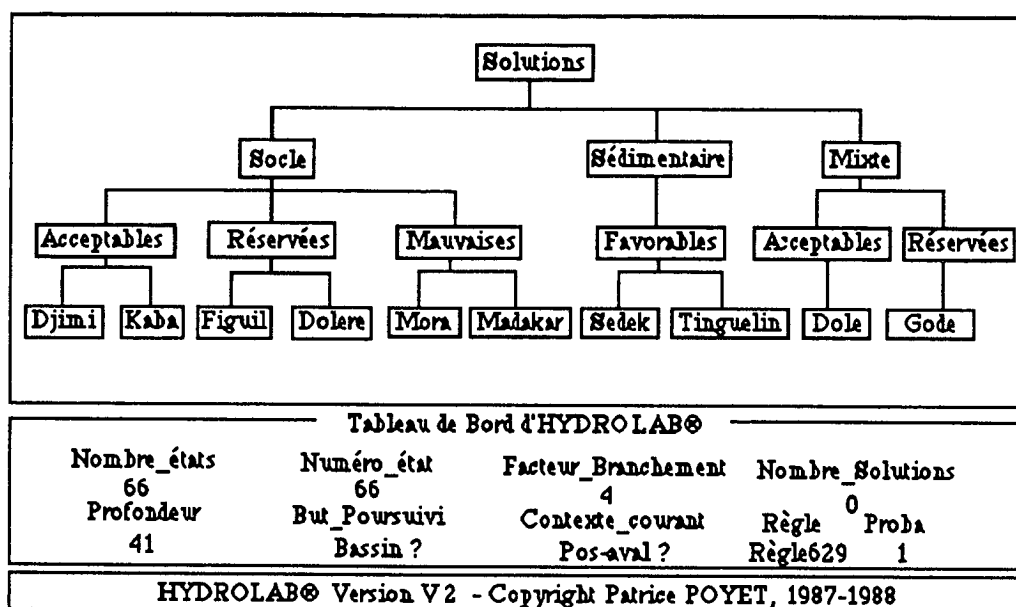 Solutions
Socle Sédimentaire Mixte
Acceptables Réservées Mauvaises Favorables Acceptables Réservées
Djimi Kaba Figuil Dolere Mora Madakar Sedek Tinguelin Dole Gode
Tableau de Bord d'HYDROLAB®
Nombre_états Numéro_état Facteur_Branchement Nombre_Solutions
66 66 4 0
Profondeur But_Poursuivi Contexte_courant Règle Proba
41 Bassin ? Pos-aval ? Règle629 1
HYDROLAB® Version V2 - Copyright Patrice POYET, 1987-1988